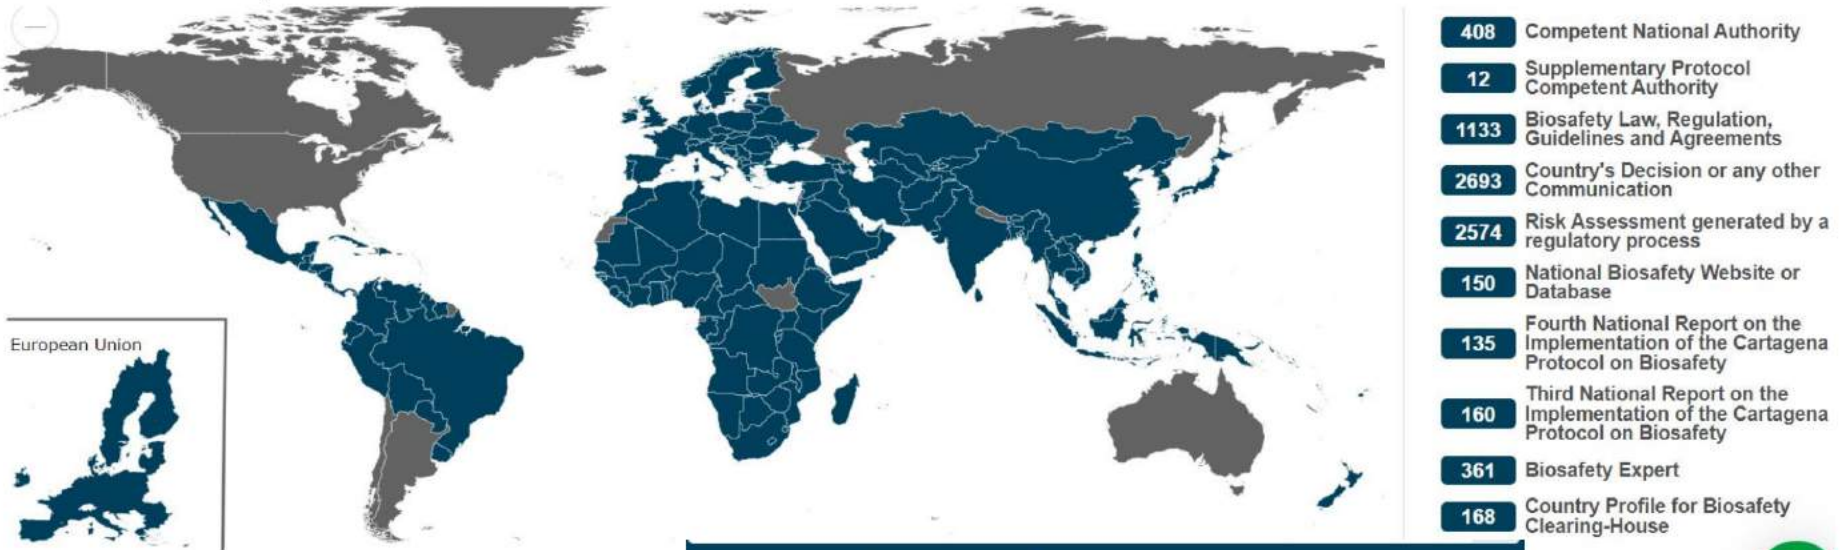 European Union
408 Competent National Authority
12 Supplementary Protocol
Competent Authority
1133 Biosafety Law, Regulation,
Guidelines and Agreements
2693 Country's Decision or any other
Communication
2574 Risk Assessment generated by a
regulatory process
150 National Biosafety Website or
Database
135 Fourth National Report on the
Implementation of the Cartagena
Protocol on Biosafety
160 Third National Report on the
Implementation of the Cartagena
Protocol on Biosafety
361 Biosafety Expert
168 Country Profile for Biosafety
Clearing-House